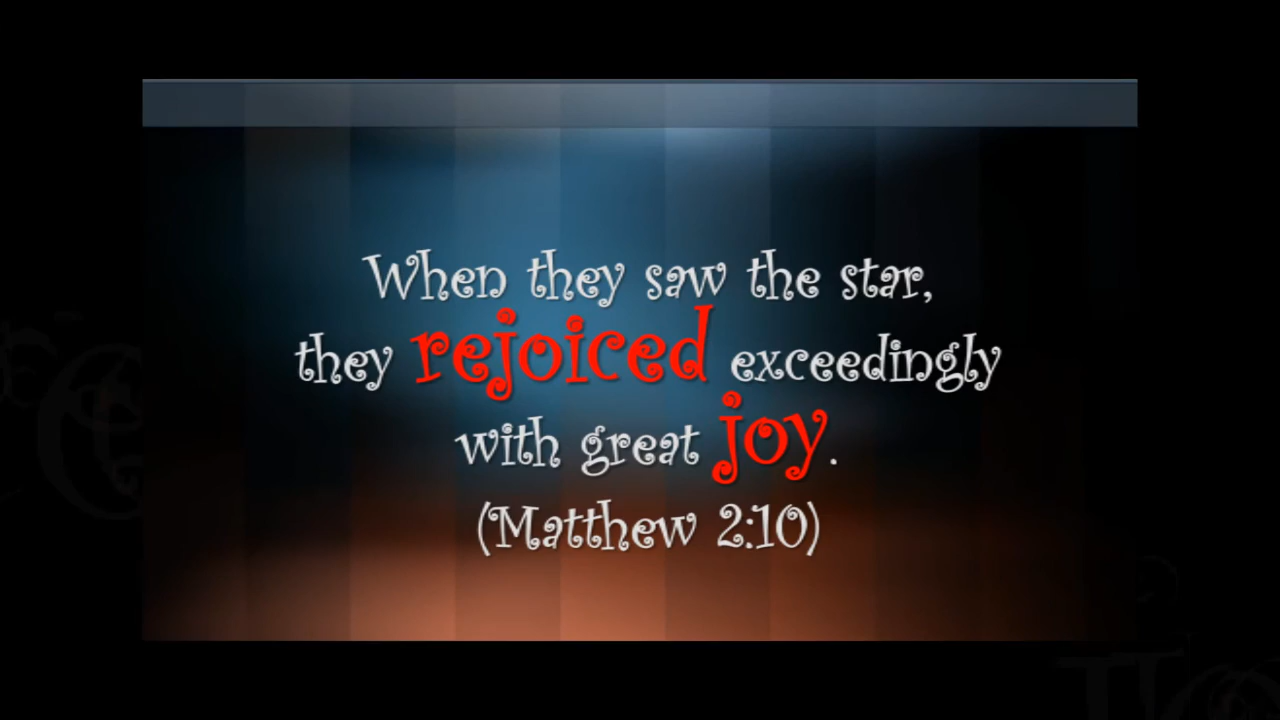 When they saw the star,
they rejoiced exceedingly
with great joy.
(Matthew 2:10)